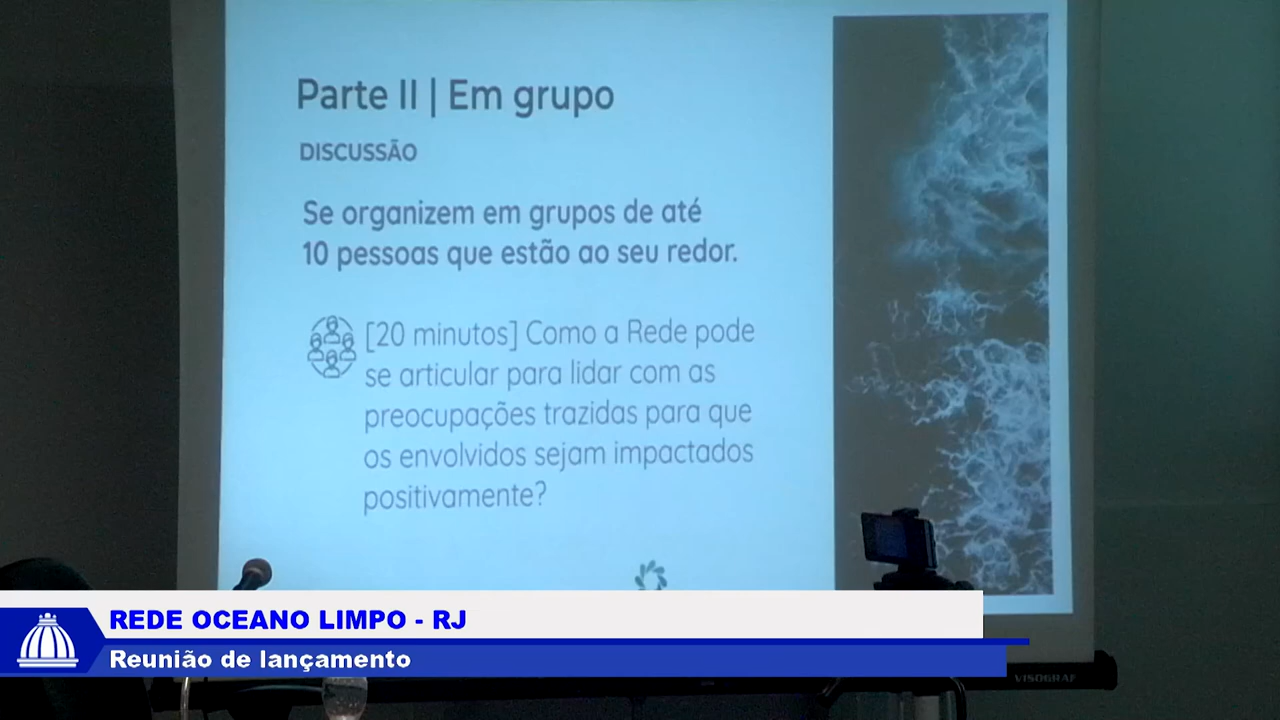 Parte II | Em grupo
DISCUSSÃO
Se organizem em grupos de até
10 pessoas que estão ao seu redor.
[20 minutos] Como a Rede pode
se articular para lidar com as
preocupações trazidas para que
os envolvidos sejam impactados
positivamente?
REDE OCEANO LIMPO - RJ
Reunião de lançamento
VISOGRAF